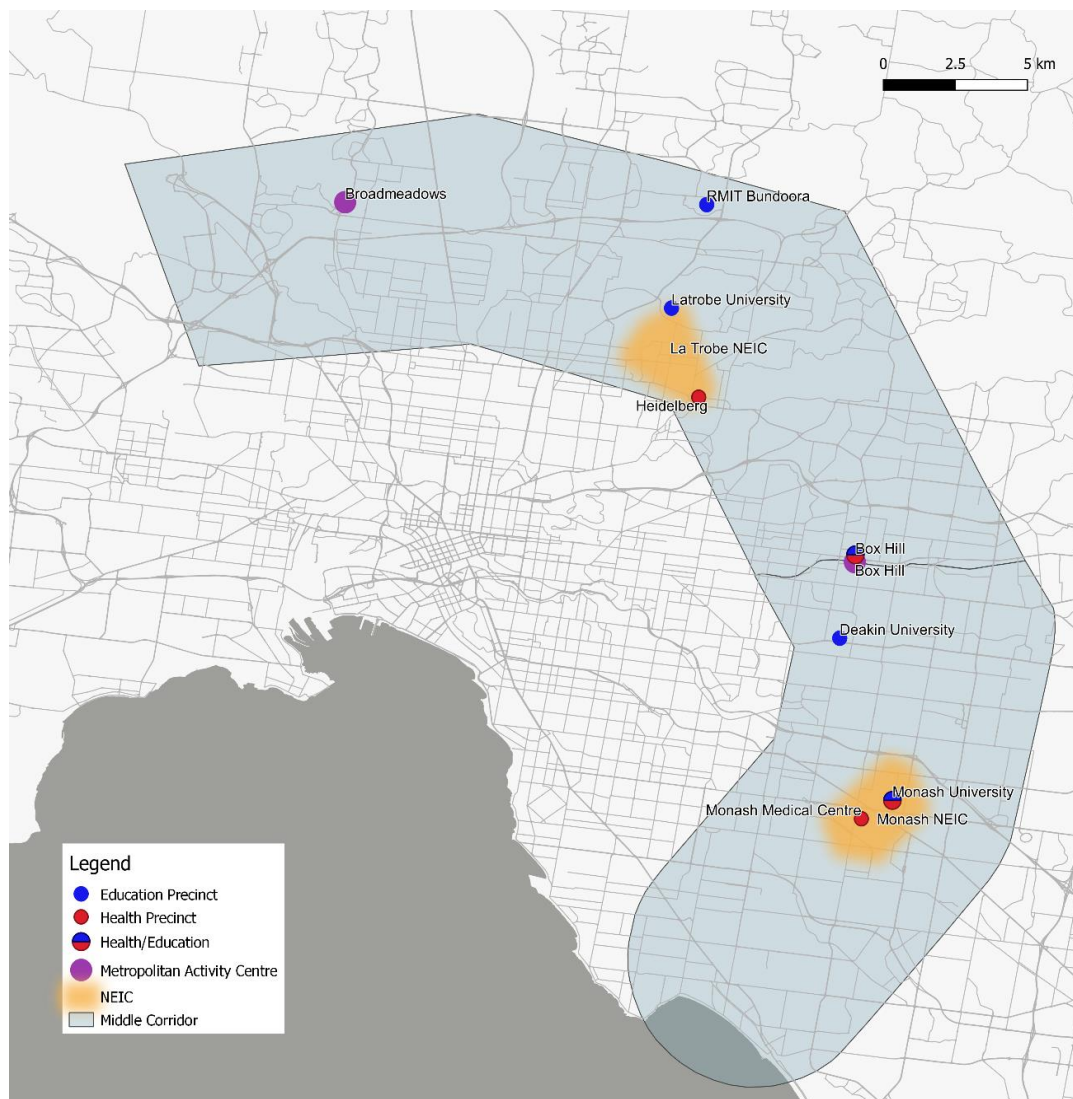 0 2.5 5 km
Broadmeadows
RMIT Bundoora
Latrobe University
La Trobe NEIC
Heidelberg
Box Hill
Box Hill
Deakin University
Monash University
Monash Medical Centre
Monash NEIC
Legend
Education Precinct
Health Precinct
Health/Education
Metropolitan Activity Centre
NEIC
Middle Corridor